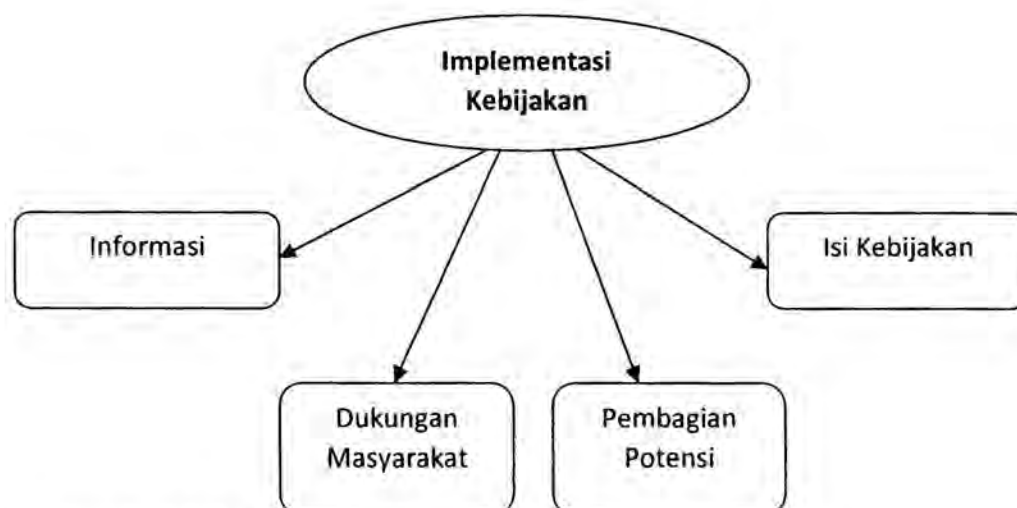 Implementasi
Kebijakan
Informasi
Isi Kebijakan
Dukungan
Masyarakat
Pembagian
Potensi